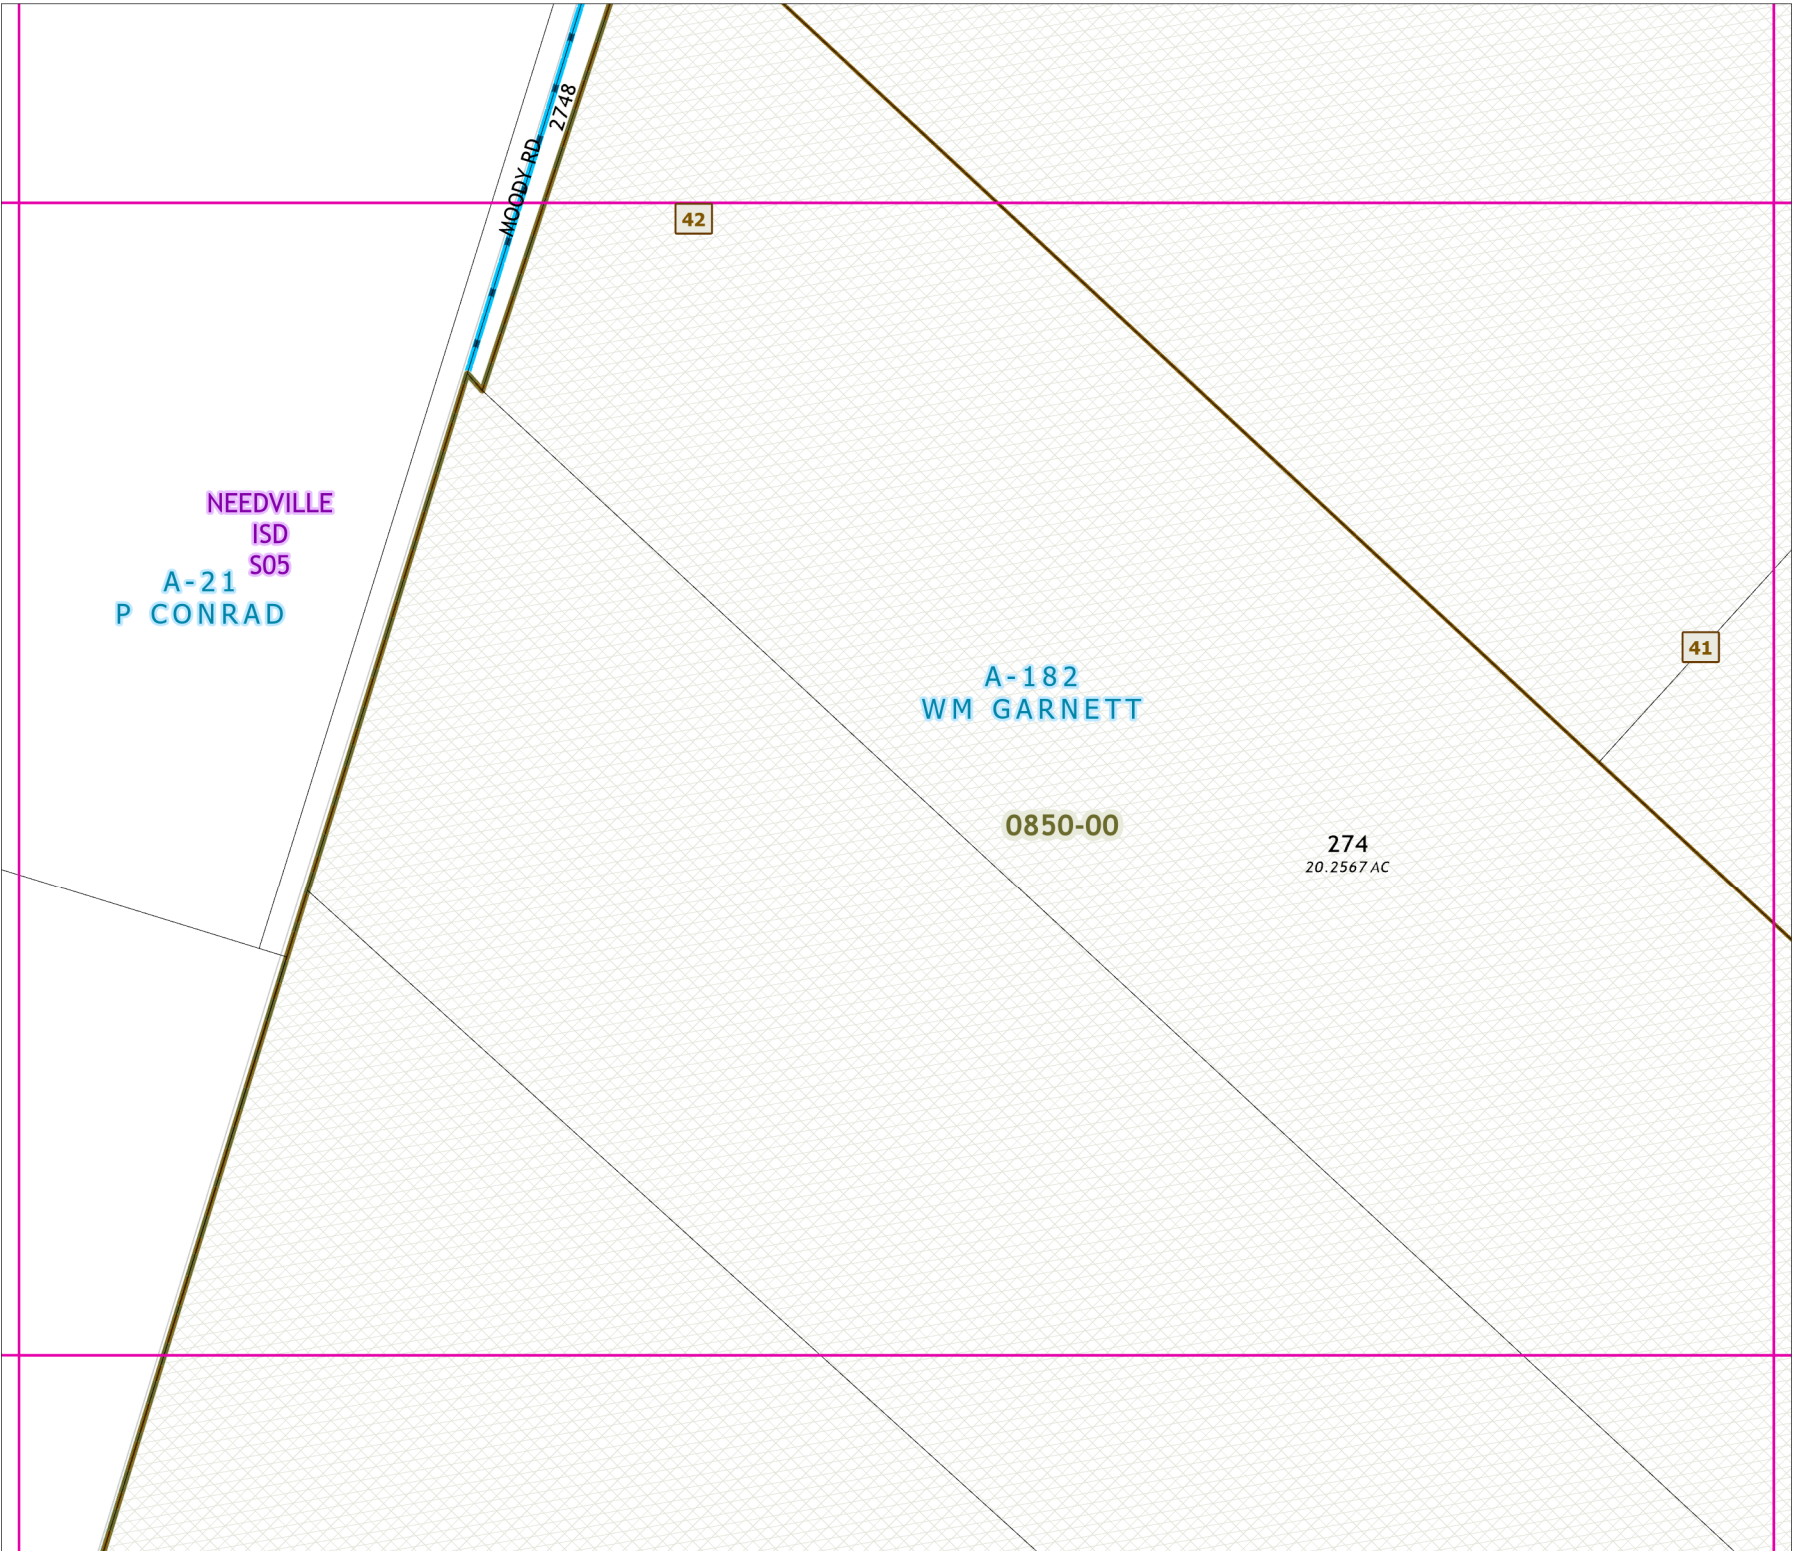 2748
MOODY RD
42
NEEDVILLE
ISD
S05
A-21
P CONRAD
41
A-182
WM GARNETT
0850-00
274
20.2567 AC